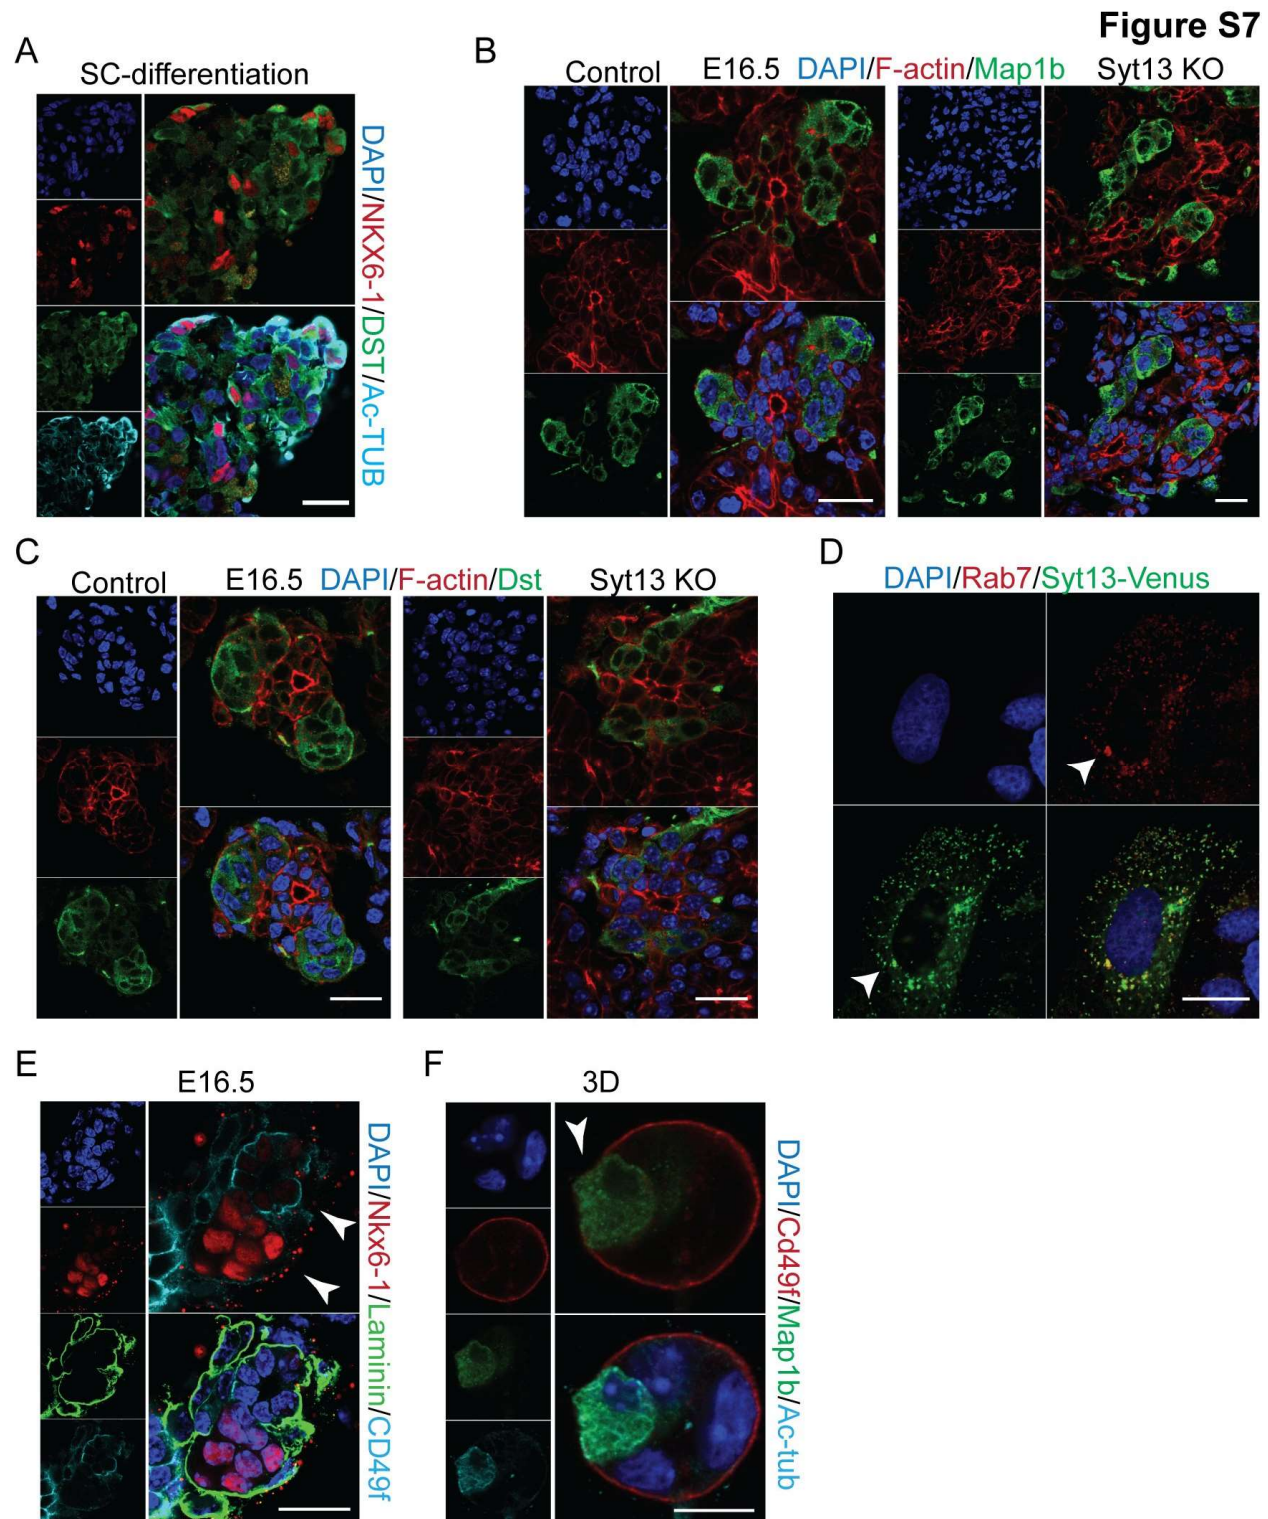 Figure S7
A
SC-differentiation
DAPI/NKX6-1/DST/Ac-TUB
B
Control
E16.5
DAPI/F-actin/Map1b
Syt13 KO
C
Control
E16.5
DAPI/F-actin/Dst
Syt13 KO
D
DAPI/Rab7/Syt13-Venus
E
E16.5
DAPI/Nkx6-1/Laminin/CD49f
F
3D
DAPI/Cd49f/Map1b/Ac-tub